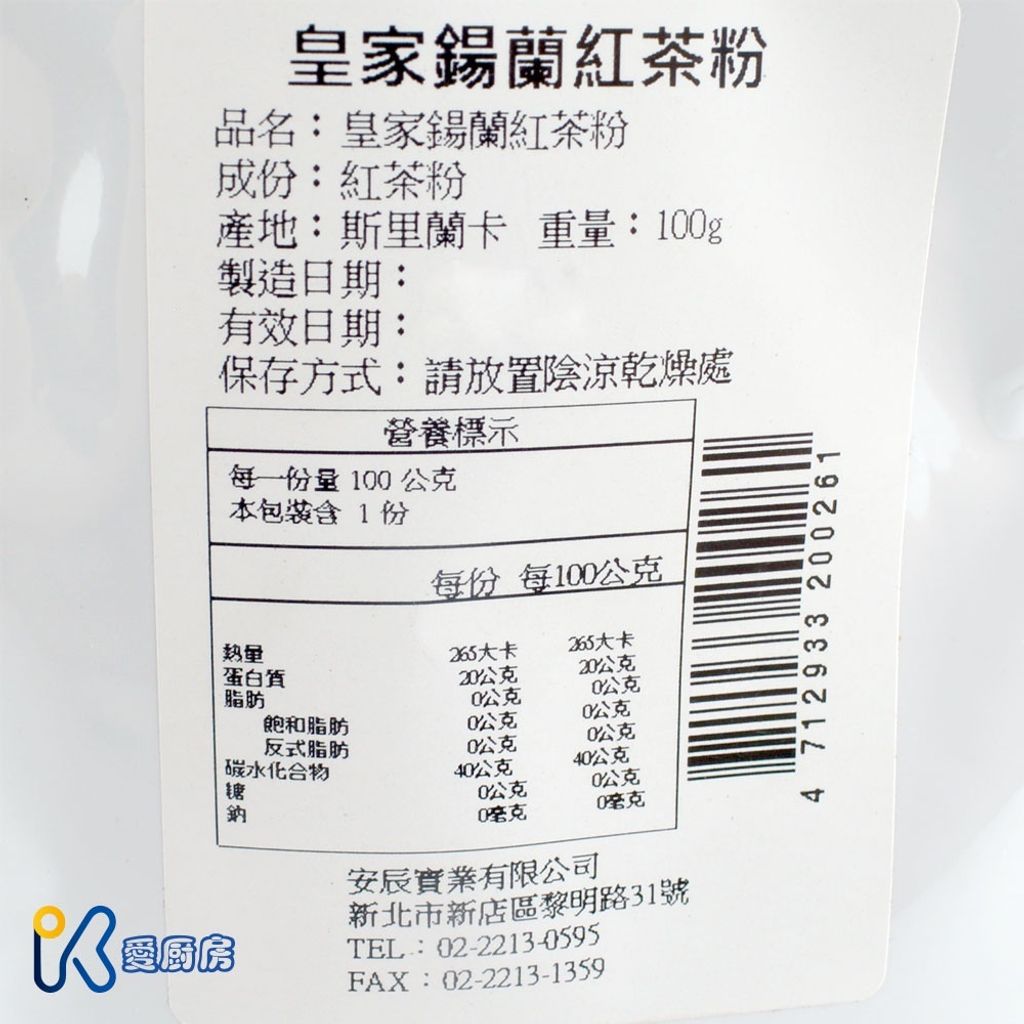 皇家鍚蘭紅茶粉
品名：皇家鍚蘭紅茶粉
成份：紅茶粉
產地：斯里蘭卡 重量：100g
製造日期：
有效日期：
保存方式：請放置陰涼乾燥處
營養標示
每一份量 100 公克
本包裝含 1 份
每份 每100公克
熱量 265大卡 265大卡
蛋白質 20公克 20公克
脂肪 0公克 0公克
飽和脂肪 0公克 0公克
反式脂肪 0公克 0公克
碳水化合物 40公克 40公克
糖 0公克 0公克
鈉 0毫克 0毫克
4 712933 200261
安辰實業有限公司
新北市新店區黎明路31號
TEL：02-2213-0595
FAX：02-2213-1359
iK 愛厨房